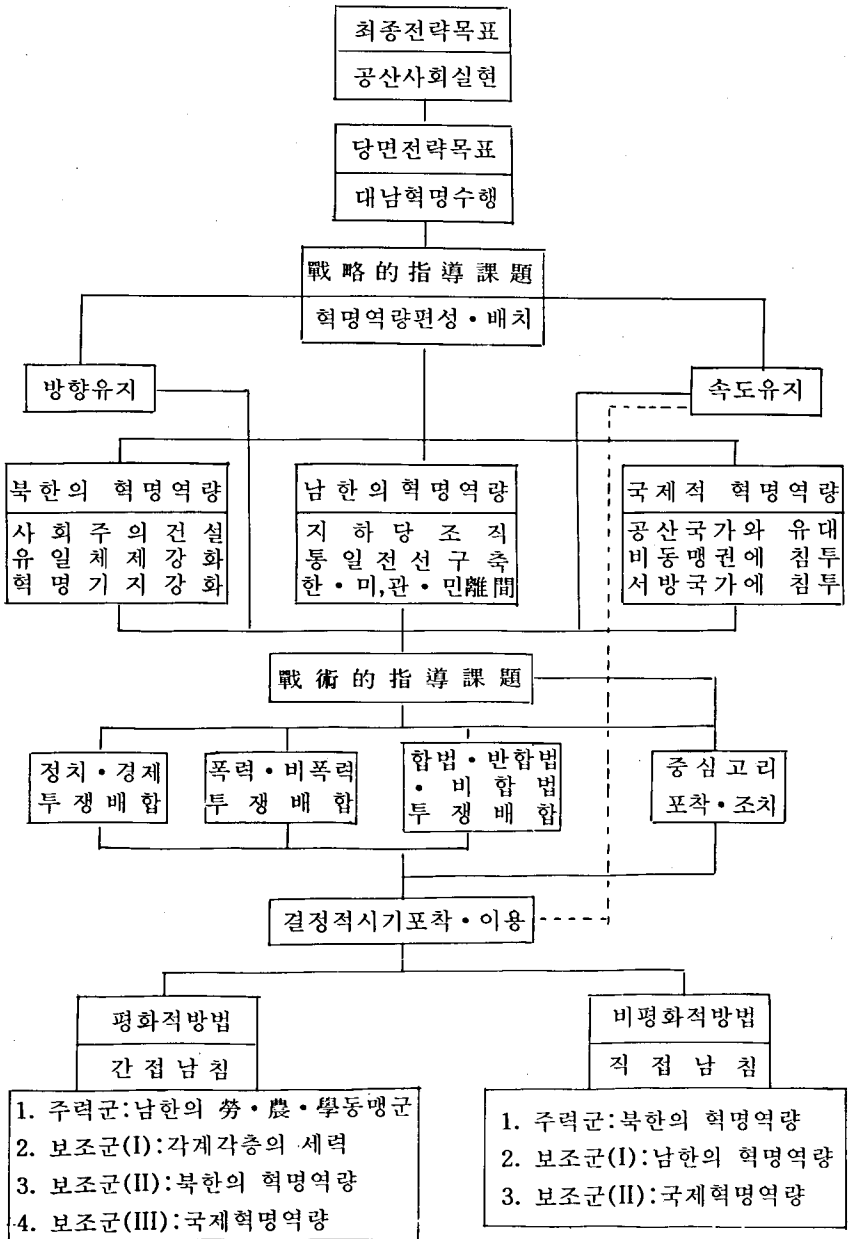 최종전략목표
공산사회실현
당면전략목표
대남혁명수행
戰略的指導課題
혁명역량편성·배치
방향유지
속도유지
북한의 혁명역량
사회주의건설
유일체제강화
혁명기지강화
남한의혁명역량
지하당조직
통일전선구축
한·미,관·민離間
국제적 혁명역량
공산국가와 유대
비동맹권에 침투
서방국가에 침투
戰術的指導課題
정치·경제
투쟁배합
폭력·비폭력
투쟁배합
합법·반합법
·비합법
투쟁배합
중심고리
포착·조치
결정적시기포착·이용
평화적방법
간접남침
1. 주력군:남한의 勞·農·學동맹군
2. 보조군(I):각계각층의 세력
3. 보조군(II):북한의 혁명역량
4. 보조군(III):국제혁명역량
비평화적방법
직접남침
1. 주력군:북한의 혁명역량
2. 보조군(I):남한의 혁명역량
3. 보조군(II):국제혁명역량